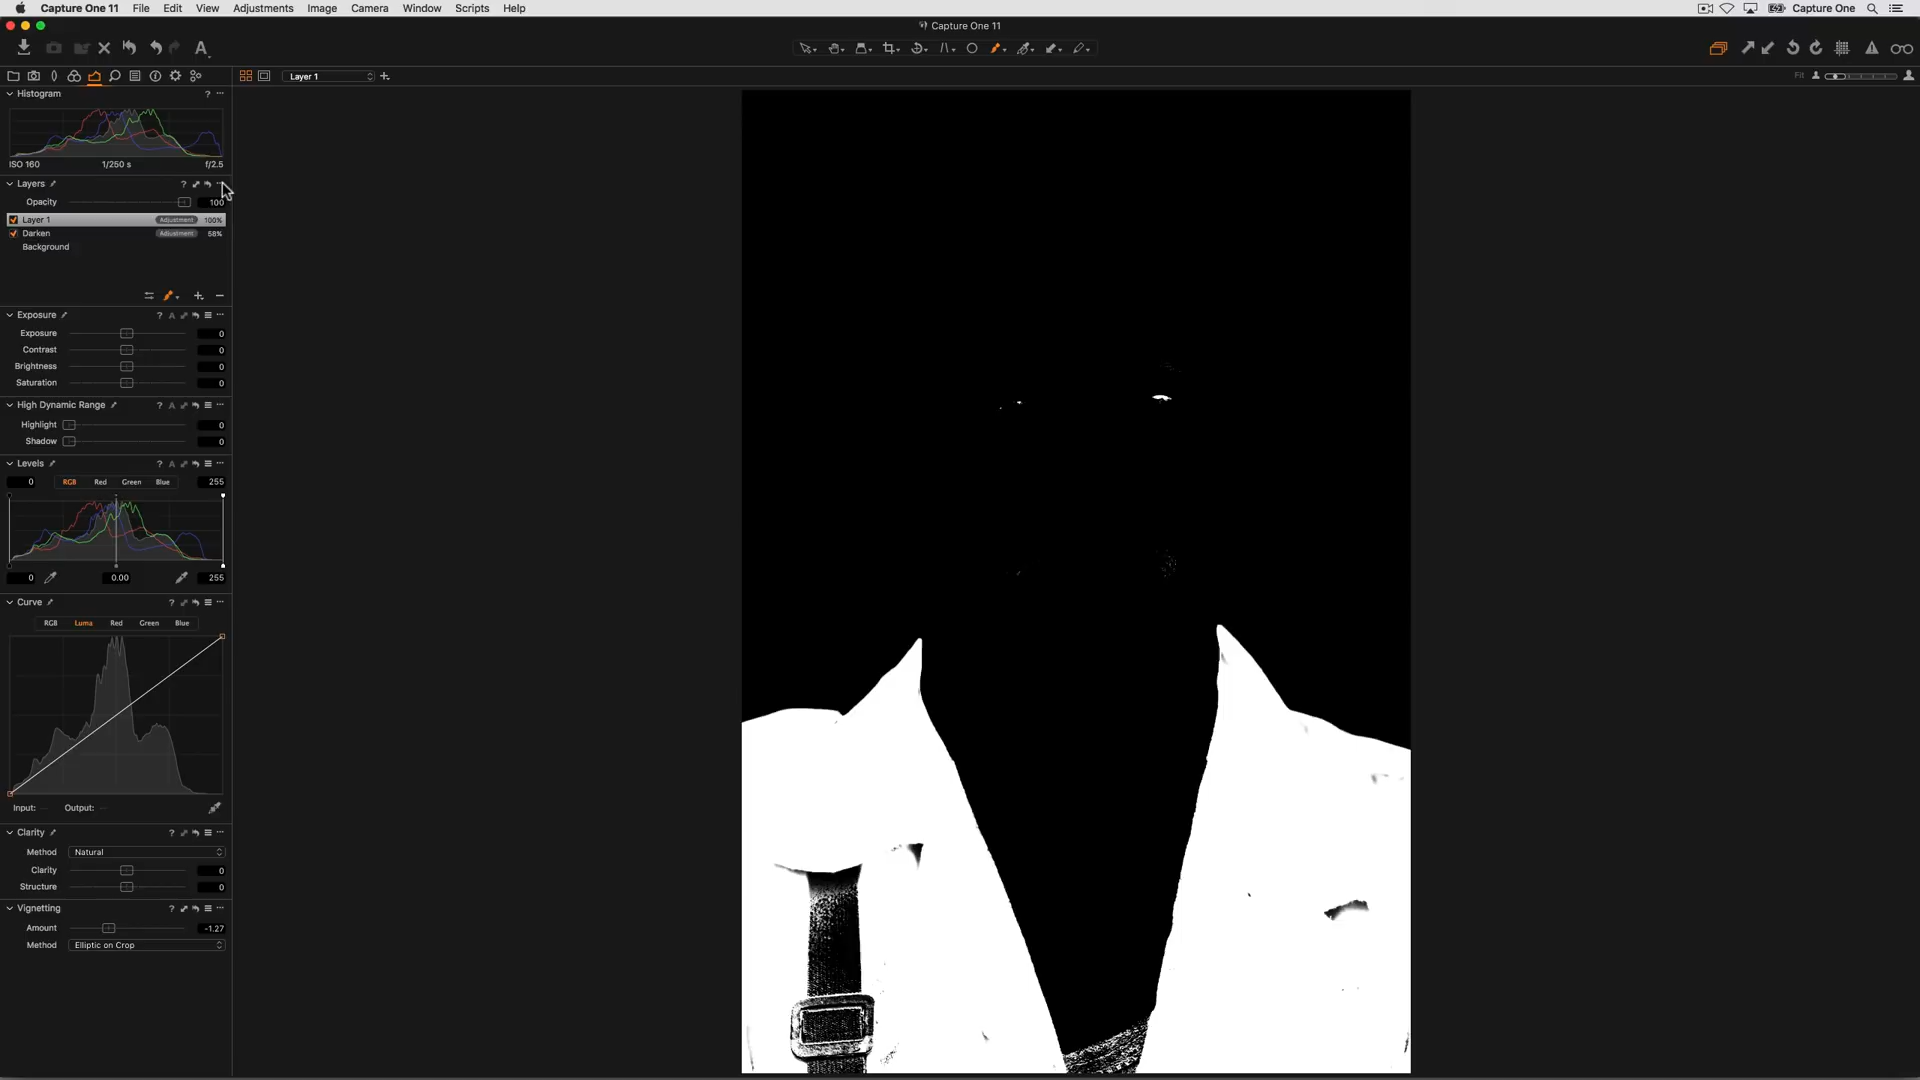 Capture One 11 File Edit View Adjustments Image Camera Window Scripts Help Capture One
Capture One 11
A
Layer 1
Fit
Histogram ?
ISO 160 1/250 s f/2.5
Layers ?
Opacity 100
Layer 1 Adjustment 100%
Darken Adjustment 58%
Background
Exposure ? A
Exposure 0
Contrast 0
Brightness 0
Saturation 0
High Dynamic Range ? A
Highlight 0
Shadow 0
Levels ? A
0 RGB Red Green Blue 255
0 0.00 255
Curve ?
RGB Luma Red Green Blue
Input: -- Output: --
Clarity ?
Method Natural
Clarity 0
Structure 0
Vignetting ?
Amount -1.27
Method Elliptic on Crop